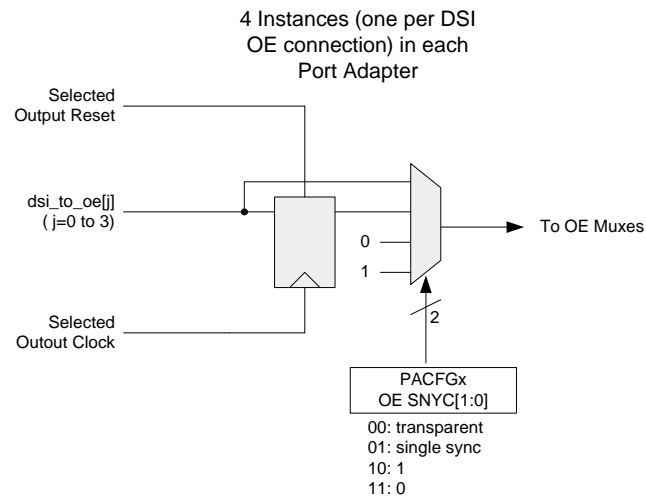 4 Instances (one per DSI
OE connection) in each
Port Adapter
Selected
Output Reset
dsi_to_oe[j]
( j=0 to 3)
0
1
To OE Muxes
Selected
Outout Clock
2
PACFGx
OE SNYC[1:0]
00: transparent
01: single sync
10: 1
11: 0